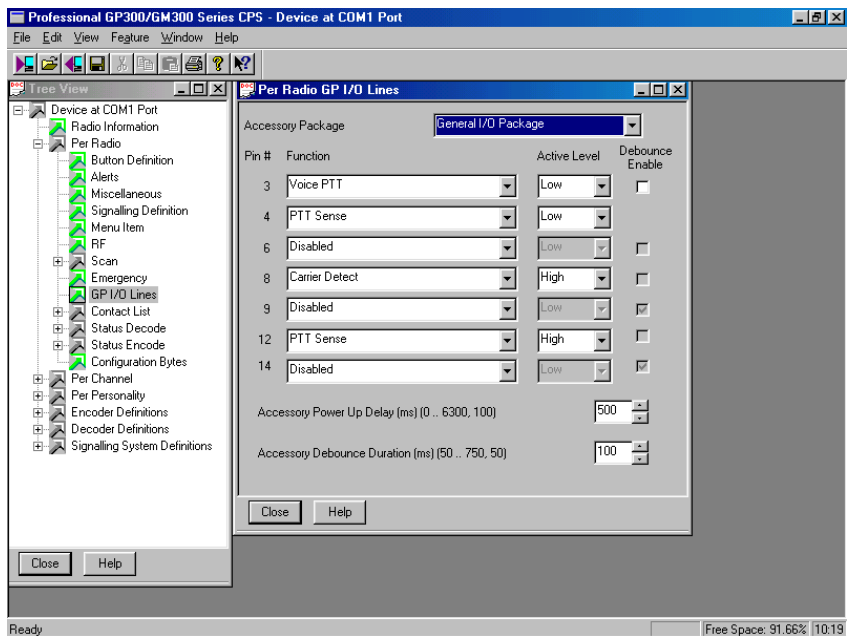 Professional GP300/GM300 Series CPS - Device at COM1 Port
File Edit View Feature Window Help
Tree View
Device at COM1 Port
Radio Information
Per Radio
Button Definition
Alerts
Miscellaneous
Signalling Definition
Menu Item
RF
Scan
Emergency
GP I/O Lines
Contact List
Status Decode
Status Encode
Configuration Bytes
Per Channel
Per Personality
Encoder Definitions
Decoder Definitions
Signalling System Definitions
Close Help
Per Radio GP I/O Lines
Accessory Package General I/O Package
Pin # Function Active Level Debounce Enable
3 Voice PTT Low
4 PTT Sense Low
6 Disabled Low
8 Carrier Detect High
9 Disabled Low
12 PTT Sense High
14 Disabled Low
Accessory Power Up Delay (ms) (0 .. 6300, 100) 500
Accessory Debounce Duration (ms) (50 .. 750, 50) 100
Close Help
Ready Free Space: 91.66% 10:19